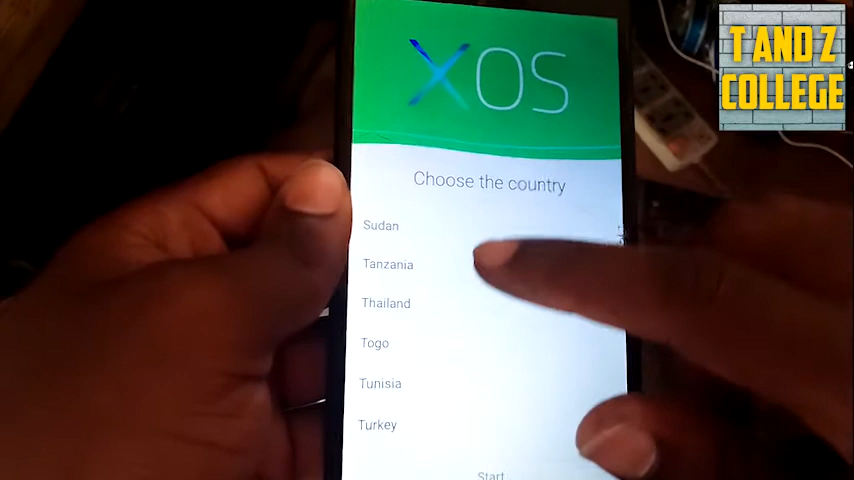 XOS
Choose the country
Sudan
Tanzania
Thailand
Togo
Tunisia
Turkey
Start
T AND Z
COLLEGE